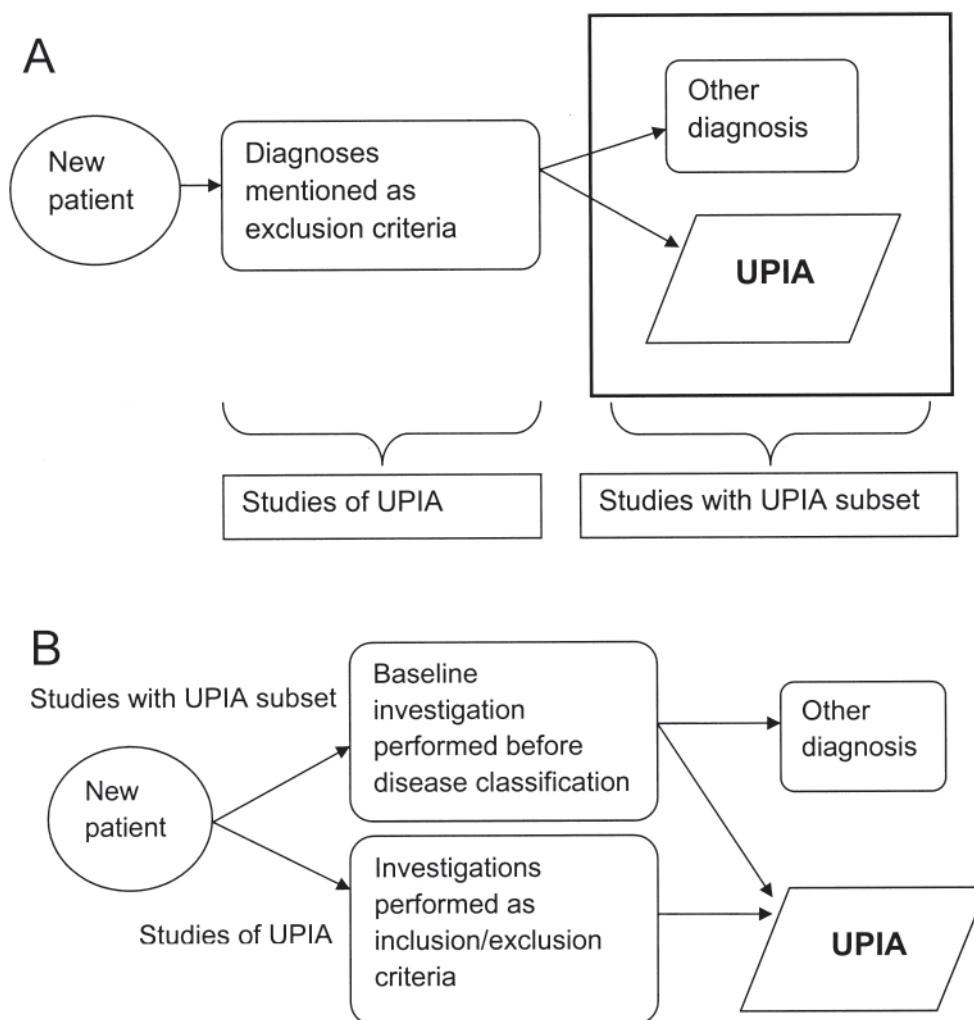 A
New
patient
Diagnoses
mentioned as
exclusion criteria
Other
diagnosis
UPIA
Studies of UPIA
Studies with UPIA subset
B
Studies with UPIA subset
New
patient
Baseline
investigation
performed before
disease classification
Other
diagnosis
Studies of UPIA
Investigations
performed as
inclusion/exclusion
criteria
UPIA